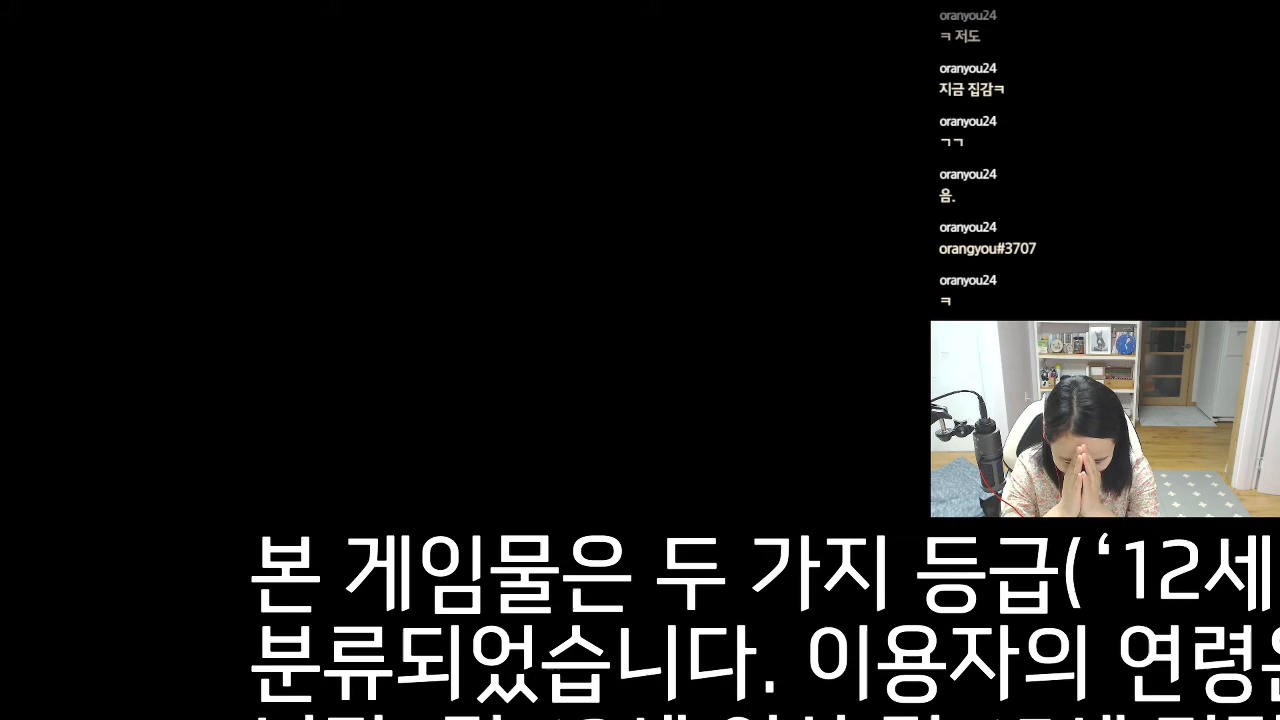 oranyou24
ㅋ 저도
oranyou24
지금 집감ㅋ
oranyou24
ㄱㄱ
oranyou24
음.
oranyou24
orangyou#3707
oranyou24
ㅋ
본 게임물은 두 가지 등급(‘12세
분류되었습니다. 이용자의 연령은